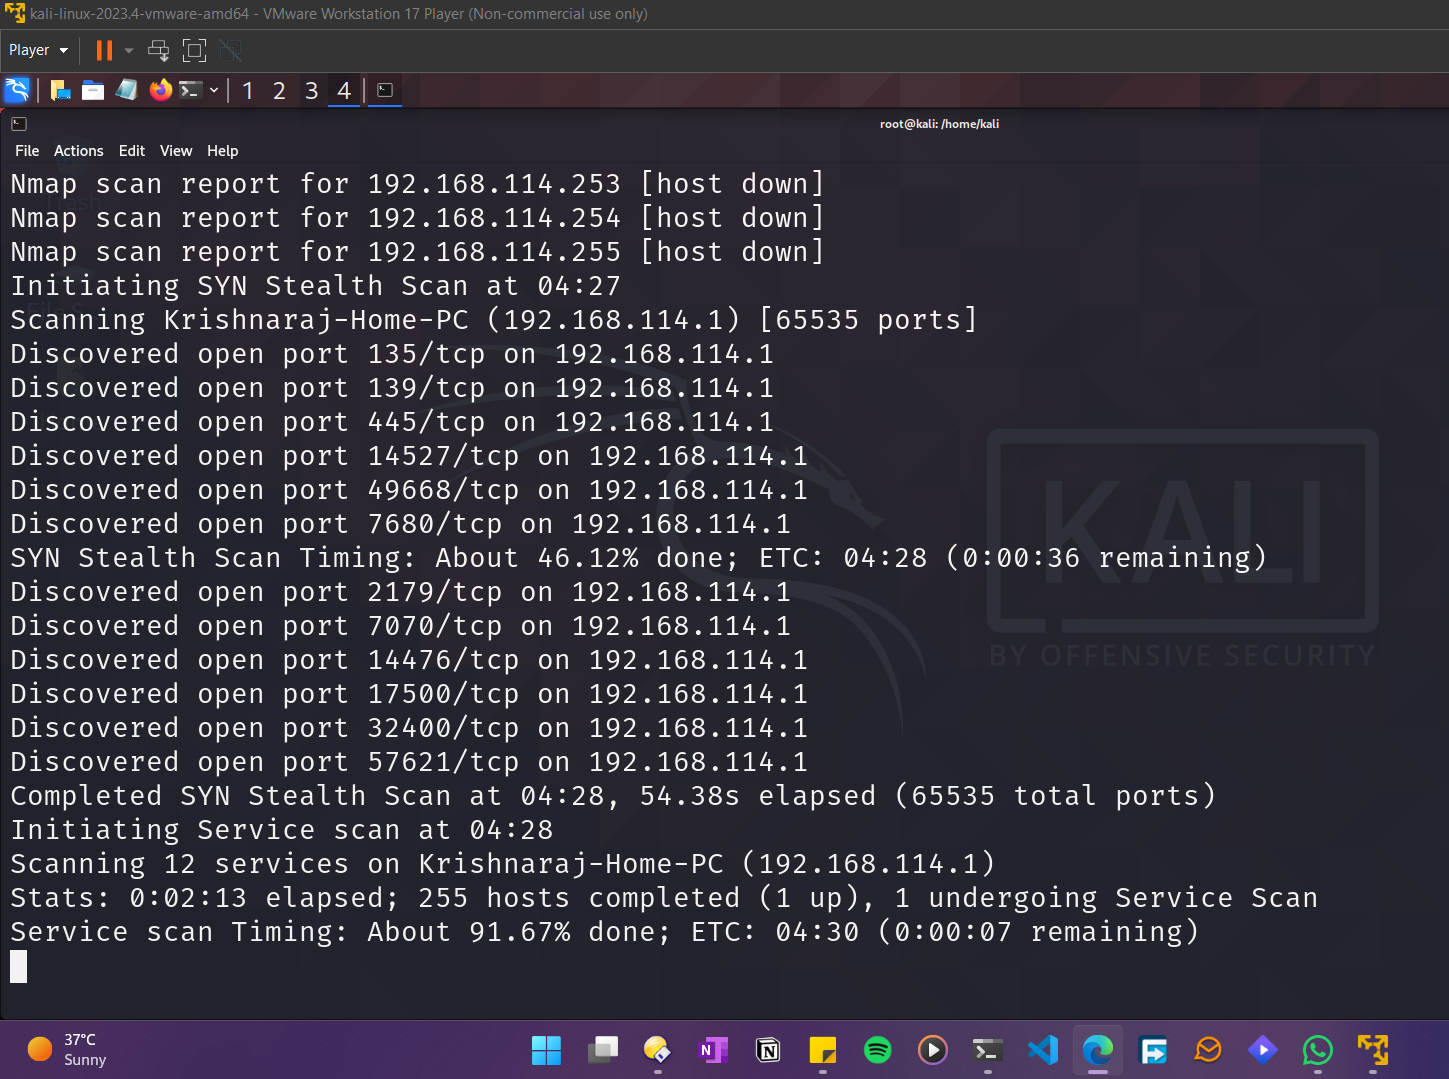 kali-linux-2023.4-vmware-amd64 - VMware Workstation 17 Player (Non-commercial use only)
Player
1 2 3 4
root@kali: /home/kali
File Actions Edit View Help
Trash
Nmap scan report for 192.168.114.253 [host down]
Nmap scan report for 192.168.114.254 [host down]
Nmap scan report for 192.168.114.255 [host down]
Initiating SYN Stealth Scan at 04:27
Scanning Krishnaraj-Home-PC (192.168.114.1) [65535 ports]
Discovered open port 135/tcp on 192.168.114.1
Discovered open port 139/tcp on 192.168.114.1
Discovered open port 445/tcp on 192.168.114.1
Discovered open port 14527/tcp on 192.168.114.1
Discovered open port 49668/tcp on 192.168.114.1
Discovered open port 7680/tcp on 192.168.114.1
SYN Stealth Scan Timing: About 46.12% done; ETC: 04:28 (0:00:36 remaining)
Discovered open port 2179/tcp on 192.168.114.1
Discovered open port 7070/tcp on 192.168.114.1
Discovered open port 14476/tcp on 192.168.114.1
Discovered open port 17500/tcp on 192.168.114.1
Discovered open port 32400/tcp on 192.168.114.1
Discovered open port 57621/tcp on 192.168.114.1
Completed SYN Stealth Scan at 04:28, 54.38s elapsed (65535 total ports)
Initiating Service scan at 04:28
Scanning 12 services on Krishnaraj-Home-PC (192.168.114.1)
Stats: 0:02:13 elapsed; 255 hosts completed (1 up), 1 undergoing Service Scan
Service scan Timing: About 91.67% done; ETC: 04:30 (0:00:07 remaining)
KALI
BY OFFENSIVE SECURITY
37°C
Sunny